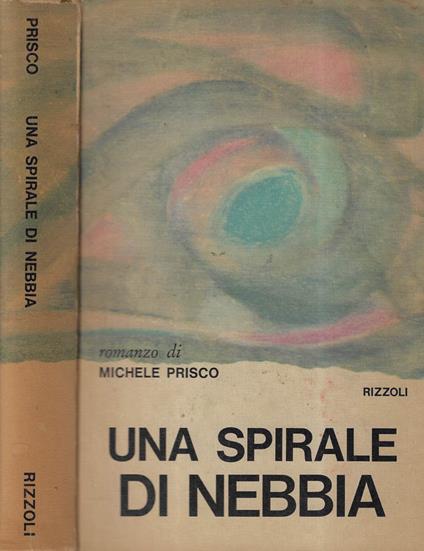 PRISCO
UNA SPIRALE DI NEBBIA
RIZZOLI
romanzo di
MICHELE PRISCO
RIZZOLI
UNA SPIRALE
DI NEBBIA